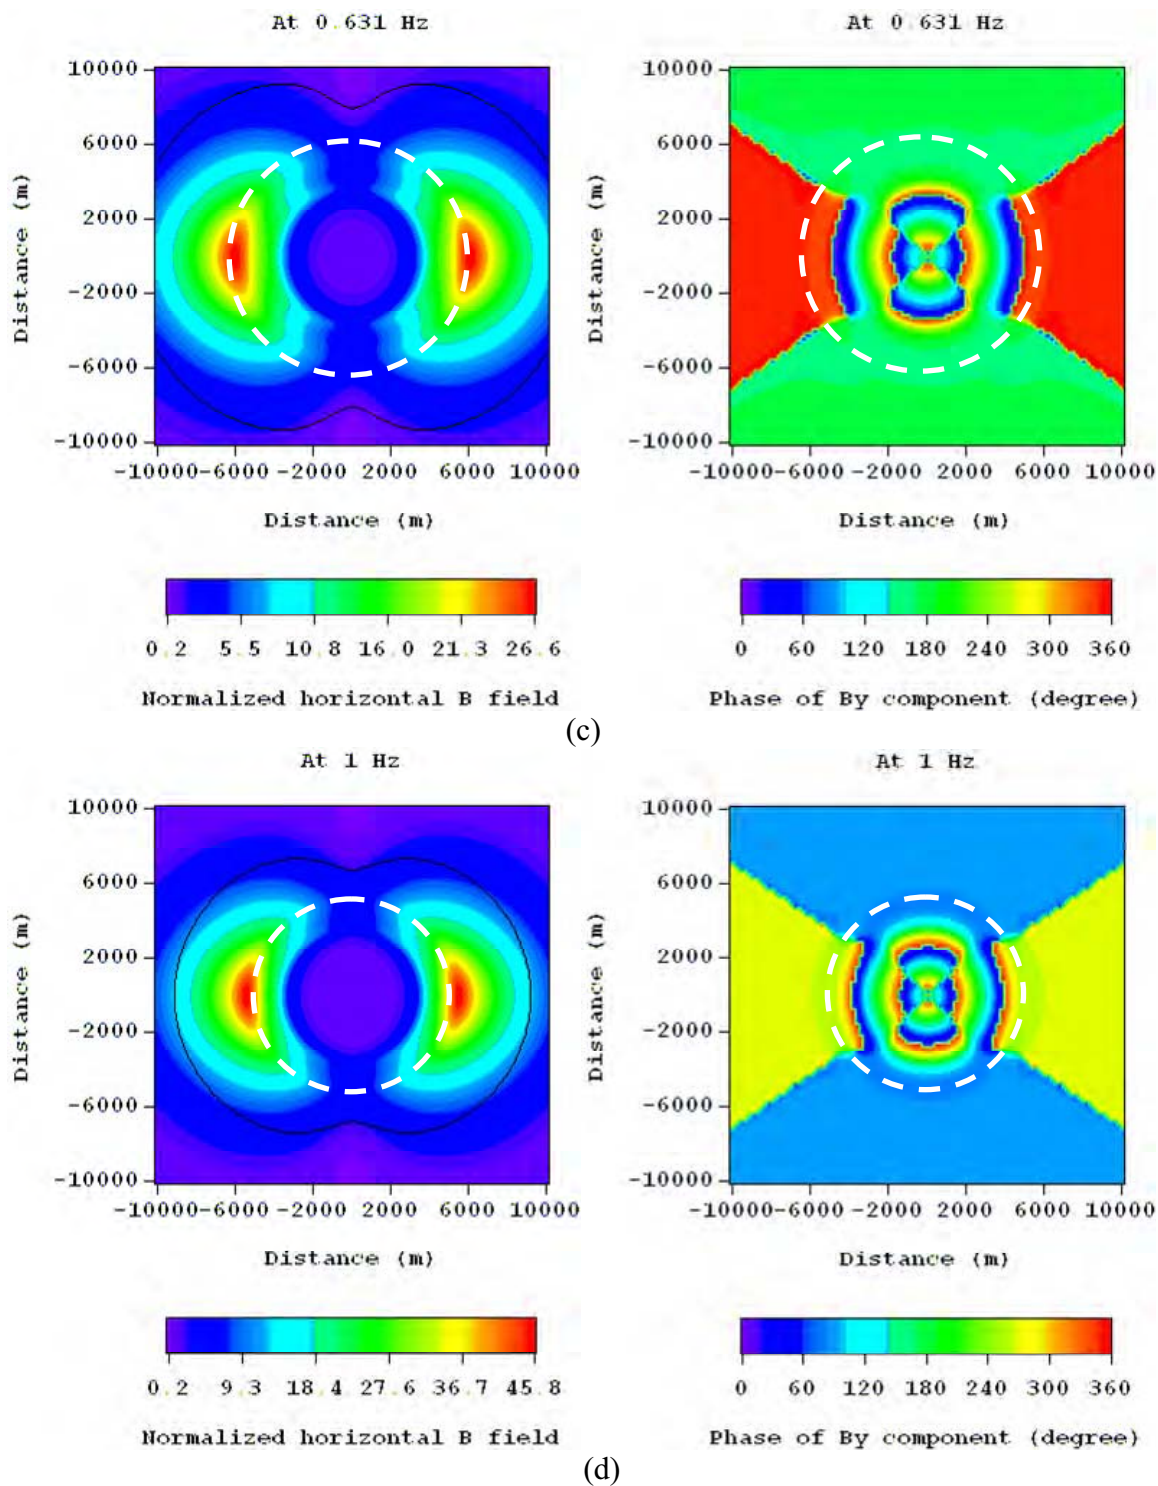 At 0.631 Hz
At 0.631 Hz
10000
6000
2000
-2000
-6000
-10000
Distance (m)
-10000 -6000 -2000 2000 6000 10000
Distance (m)
10000
6000
2000
-2000
-6000
-10000
Distance (m)
-10000 -6000 -2000 2000 6000 10000
Distance (m)
0.2 5.5 10.8 16.0 21.3 26.6
Normalized horizontal B field
0 60 120 180 240 300 360
Phase of By component (degree)
(c)
At 1 Hz
At 1 Hz
10000
6000
2000
-2000
-6000
-10000
Distance (m)
-10000 -6000 -2000 2000 6000 10000
Distance (m)
10000
6000
2000
-2000
-6000
-10000
Distance (m)
-10000 -6000 -2000 2000 6000 10000
Distance (m)
0.2 9.3 18.4 27.6 36.7 45.8
Normalized horizontal B field
0 60 120 180 240 300 360
Phase of By component (degree)
(d)